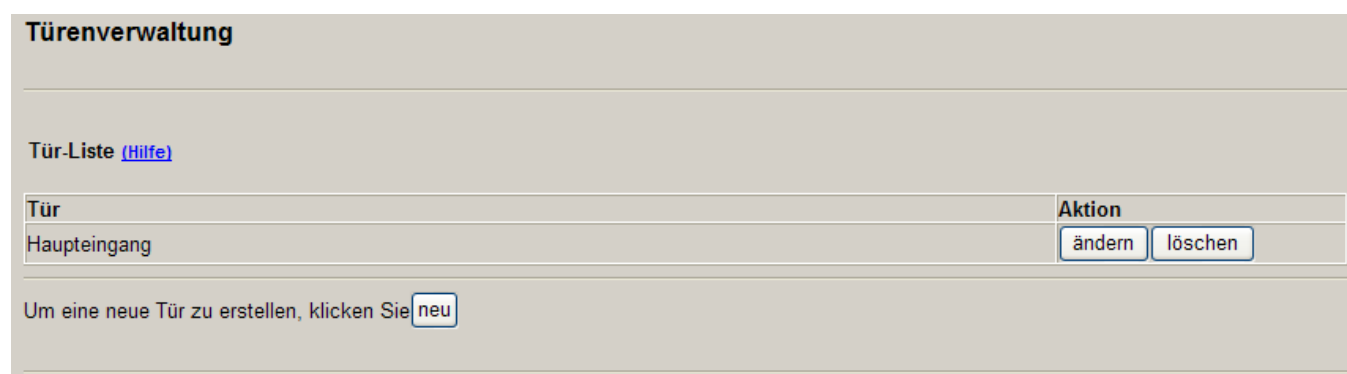 Türenverwaltung
Tür-Liste (Hilfe)
Tür Aktion
Haupteingang ändern löschen
Um eine neue Tür zu erstellen, klicken Sie neu